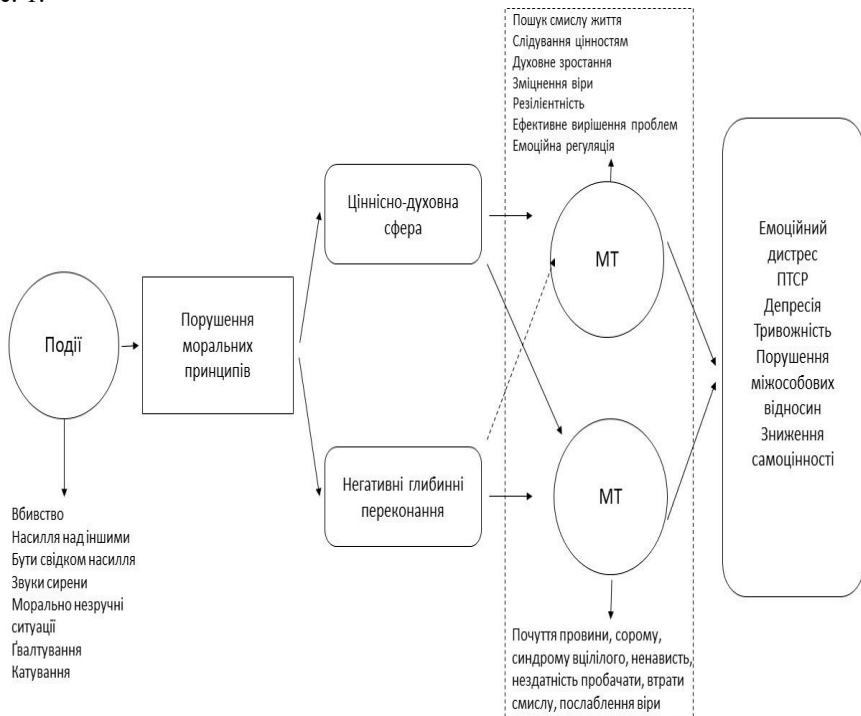 Пошук смислу життя
Слідування цінностям
Духовне зростання
Зміцнення віри
Резілієнтність
Ефективне вирішення проблем
Емоційна регуляція
Ціннісно-духовна
сфера
МТ
Події
Порушення
моральних
принципів
Емоційний
дистрес
ПТСР
Депресія
Тривожність
Порушення
міжособових
відносин
Зниження
самоцінності
Негативні глибинні
переконання
МТ
Вбивство
Насилля над іншими
Бути свідком насилля
Звуки сирени
Морально незручні
ситуації
Ґвалтування
Катування
Почуття провини, сорому,
синдрому вцілілого, ненависть,
нездатність пробачати, втрати
смислу, послаблення віри